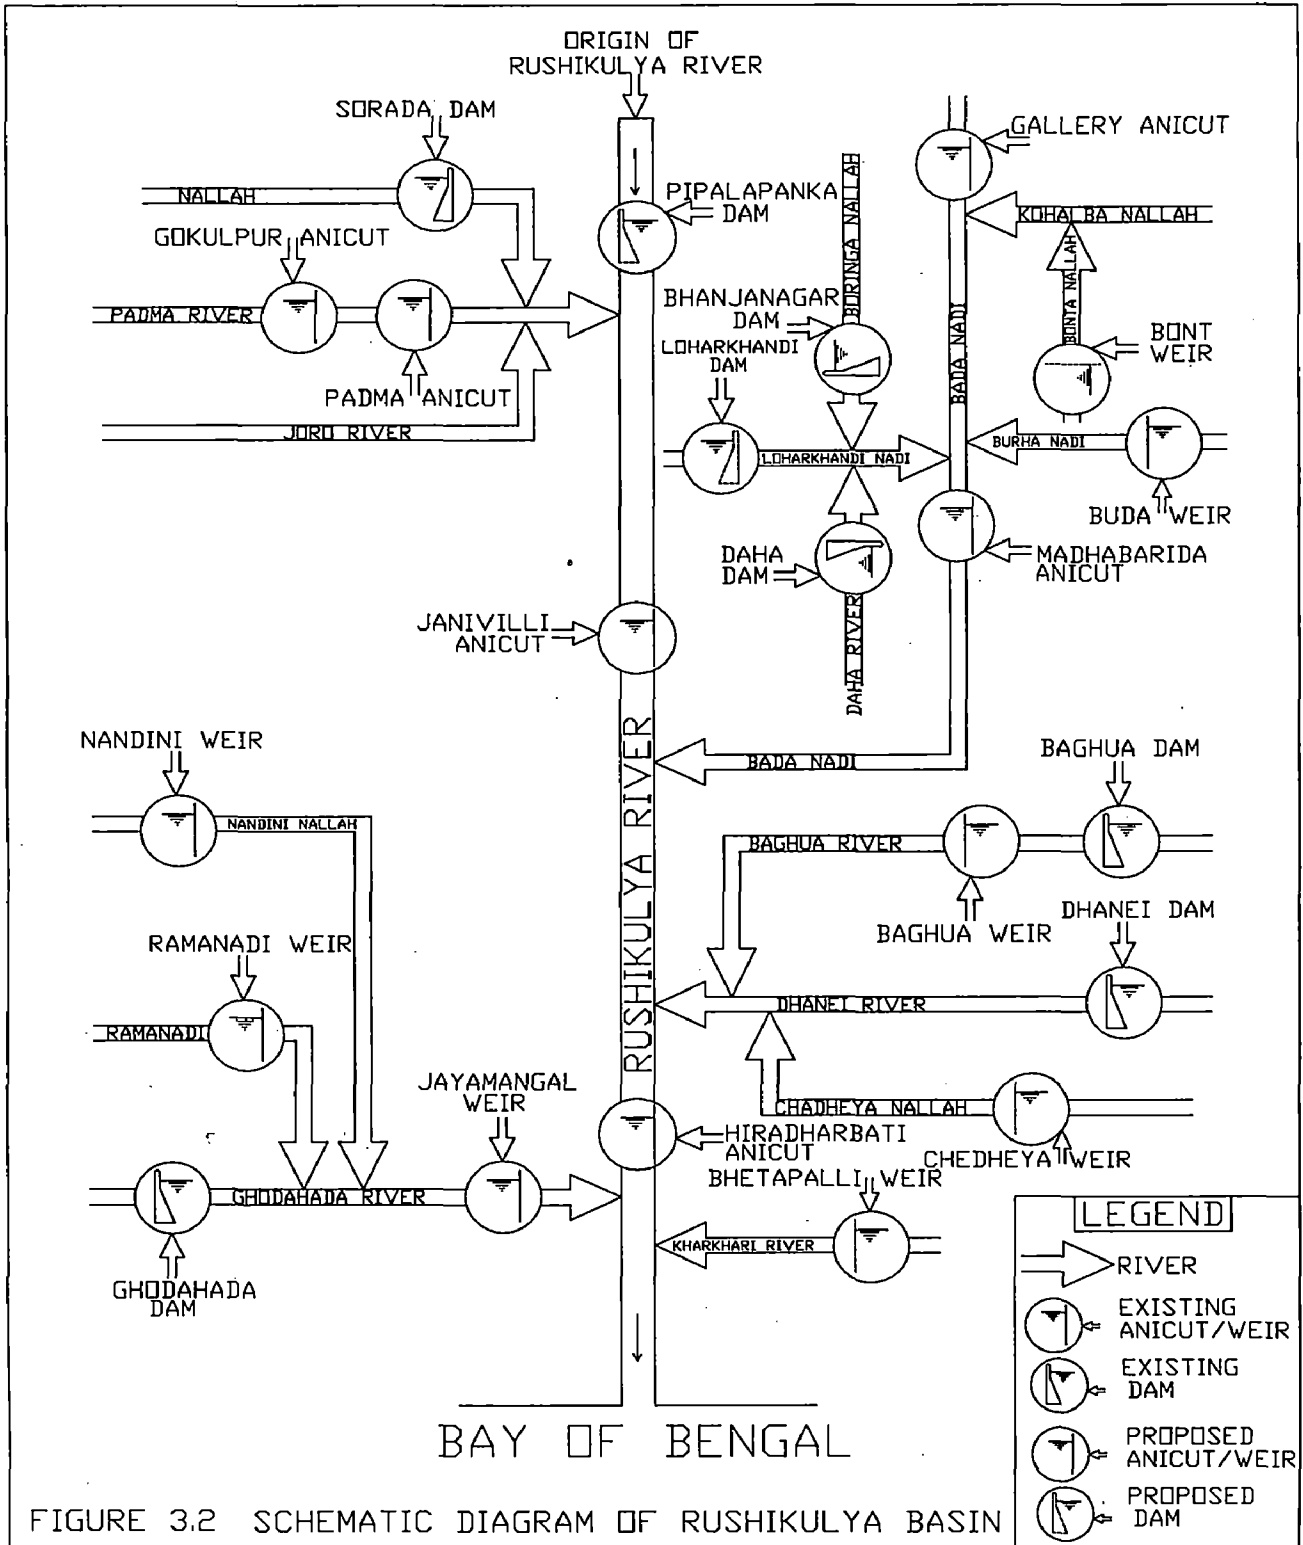 ORIGIN OF
RUSHIKULYA RIVER
SORADA DAM
GALLERY ANICUT
NALLAH
PIPALAPANKA
DAM
BORINGA NALLAH
KOHALBA NALLAH
GOKULPUR ANICUT
BONTA NALLAH
PADMA RIVER
BHANJANAGAR
DAM
BADA NADI
BONT
WEIR
LOHARKHANDI
DAM
PADMA ANICUT
JORO RIVER
LOHARKHANDI NADI
BURHA NADI
BUDA WEIR
DAHA
DAM
MADHABARIDA
ANICUT
DAHA RIVER
JANIVILLI
ANICUT
NANDINI WEIR
RUSHIKULYA RIVER
BADA NADI
BAGHUA DAM
NANDINI NALLAH
BAGHUA RIVER
DHANEI DAM
BAGHUA WEIR
RAMANADI WEIR
DHANEI RIVER
RAMANADI
JAYAMANGAL
WEIR
CHADHEYA NALLAH
HIRADHARBATI
ANICUT
CHEDHEYA WEIR
BHETAPALLI WEIR
GHODAHADA RIVER
KHARKHARI RIVER
GHODAHADA
DAM
LEGEND
RIVER
EXISTING
ANICUT/WEIR
EXISTING
DAM
PROPOSED
ANICUT/WEIR
PROPOSED
DAM
BAY OF BENGAL
FIGURE 3.2 SCHEMATIC DIAGRAM OF RUSHIKULYA BASIN